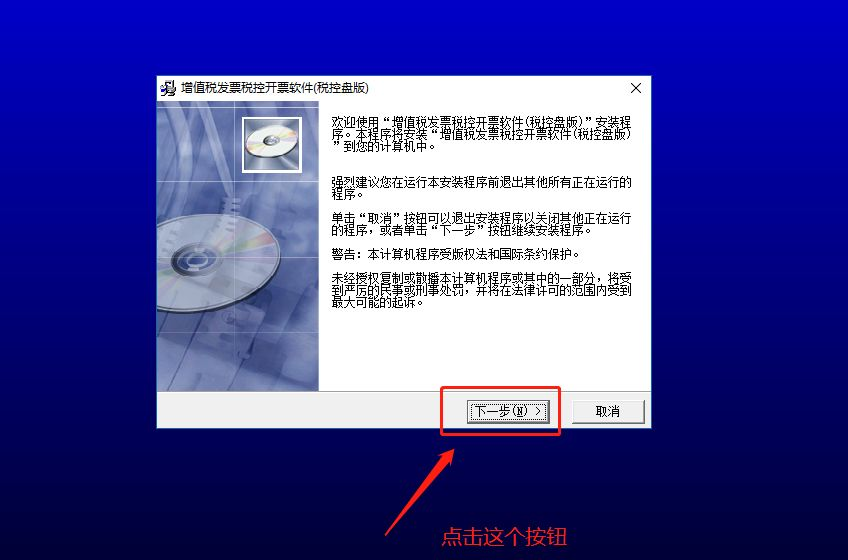 增值税发票税控开票软件(税控盘版)
欢迎使用“增值税发票税控开票软件(税控盘版)”安装程
序。本程序将安装“增值税发票税控开票软件(税控盘版)
”到您的计算机中。
强烈建议您在运行本安装程序前退出其他所有正在运行的
程序。
单击“取消”按钮可以退出安装程序以关闭其他正在运行
的程序，或者单击“下一步”按钮继续安装程序。
警告：本计算机程序受版权法和国际条约保护。
未经授权复制或散播本计算机程序或其中的一部分，将受
到严厉的民事或刑事处罚，并将在法律许可的范围内受到
最大可能的起诉。
下一步(N) >
取消
点击这个按钮